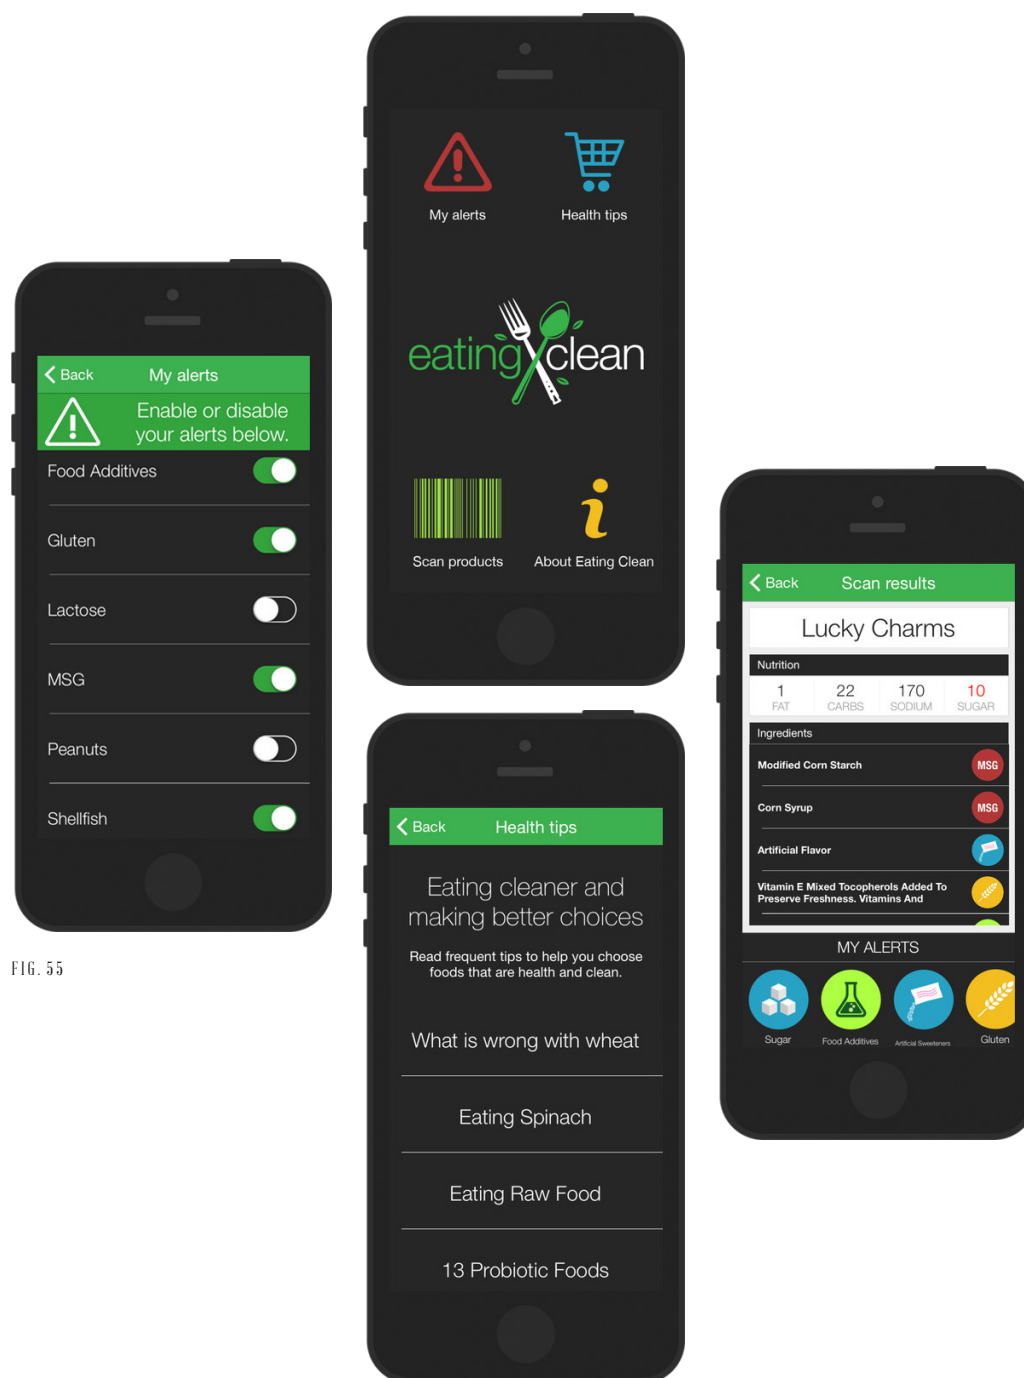 My alerts
Health tips
eating clean
Scan products
About Eating Clean
Back
My alerts
Enable or disable
your alerts below.
Food Additives
Gluten
Lactose
MSG
Peanuts
Shellfish
FIG. 55
Back
Health tips
Eating cleaner and
making better choices
Read frequent tips to help you choose
foods that are health and clean.
What is wrong with wheat
Eating Spinach
Eating Raw Food
13 Probiotic Foods
Back
Scan results
Lucky Charms
Nutrition
1 22 170 10
FAT CARBS SODIUM SUGAR
Ingredients
Modified Corn Starch MSG
Corn Syrup MSG
Artificial Flavor
Vitamin E Mixed Tocopherols Added To
Preserve Freshness. Vitamins And
MY ALERTS
Sugar Food Additives Artificial Sweeteners Gluten